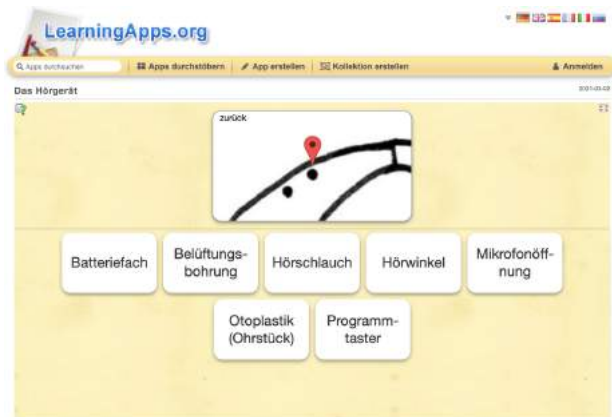 LearningApps.org
Apps durchsuchen
Apps durchstöbern
App erstellen
Kollektion erstellen
Anmelden
Das Hörgerät
zurück
Batteriefach
Belüftungs-
bohrung
Hörschlauch
Hörwinkel
Mikrofonöff-
nung
Otoplastik
(Ohrstück)
Programm-
taster